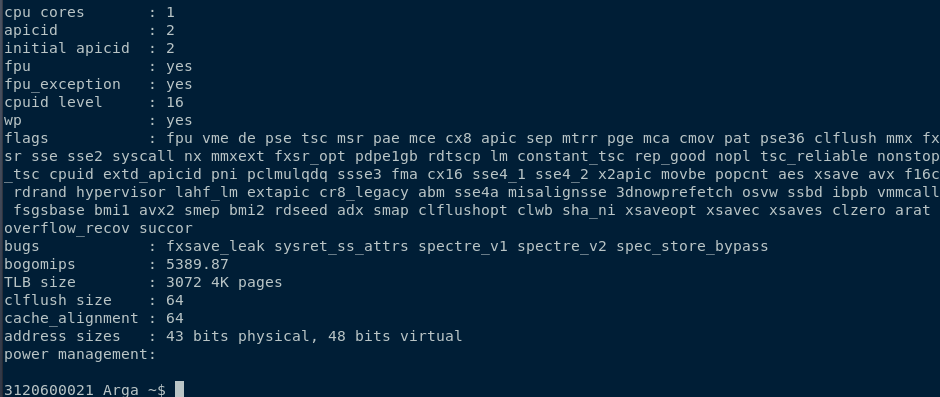 cpu cores       : 1
apicid          : 2
initial apicid  : 2
fpu             : yes
fpu_exception   : yes
cpuid level     : 16
wp              : yes
flags           : fpu vme de pse tsc msr pae mce cx8 apic sep mtrr pge mca cmov pat pse36 clflush mmx fx
sr sse sse2 syscall nx mmxext fxsr_opt pdpe1gb rdtscp lm constant_tsc rep_good nopl tsc_reliable nonstop
_tsc cpuid extd_apicid pni pclmulqdq ssse3 fma cx16 sse4_1 sse4_2 x2apic movbe popcnt aes xsave avx f16c
 rdrand hypervisor lahf_lm extapic cr8_legacy abm sse4a misalignsse 3dnowprefetch osvw ssbd ibpb vmmcall
 fsgsbase bmi1 avx2 smep bmi2 rdseed adx smap clflushopt clwb sha_ni xsaveopt xsavec xsaves clzero arat
overflow_recov succor
bugs            : fxsave_leak sysret_ss_attrs spectre_v1 spectre_v2 spec_store_bypass
bogomips        : 5389.87
TLB size        : 3072 4K pages
clflush size    : 64
cache_alignment : 64
address sizes   : 43 bits physical, 48 bits virtual
power management:
3120600021 Arga ~$